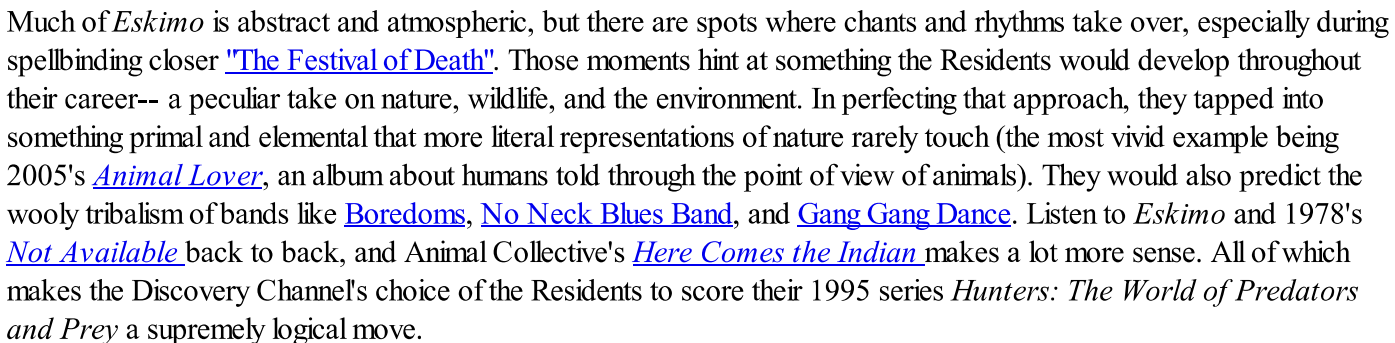 Much of Eskimo is abstract and atmospheric, but there are spots where chants and rhythms take over, especially during
spellbinding closer "The Festival of Death". Those moments hint at something the Residents would develop throughout
their career-- a peculiar take on nature, wildlife, and the environment. In perfecting that approach, they tapped into
something primal and elemental that more literal representations of nature rarely touch (the most vivid example being
2005's Animal Lover, an album about humans told through the point of view of animals). They would also predict the
wooly tribalism of bands like Boredoms, No Neck Blues Band, and Gang Gang Dance. Listen to Eskimo and 1978's
Not Available back to back, and Animal Collective's Here Comes the Indian makes a lot more sense. All of which
makes the Discovery Channel's choice of the Residents to score their 1995 series Hunters: The World of Predators
and Prey a supremely logical move.